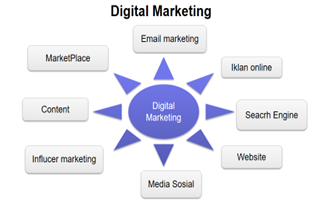 Digital Marketing
Email marketing
MarketPlace
Iklan online
Content
Digital
Marketing
Seacrh Engine
Influcer marketing
Website
Media Sosial